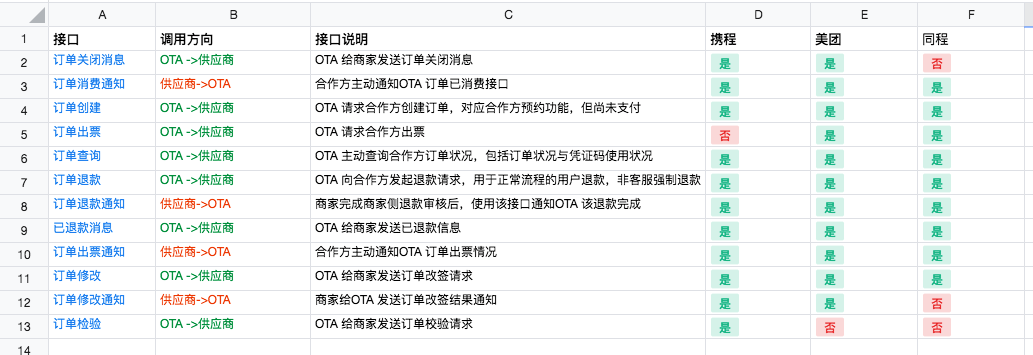 A B C D E F
1 接口 调用方向 接口说明 携程 美团 同程
2 订单关闭消息 OTA ->供应商 OTA 给商家发送订单关闭消息 是 是 否
3 订单消费通知 供应商->OTA 合作方主动通知OTA 订单已消费接口 是 是 是
4 订单创建 OTA ->供应商 OTA 请求合作方创建订单，对应合作方预约功能，但尚未支付 是 是 是
5 订单出票 OTA ->供应商 OTA 请求合作方出票 否 是 是
6 订单查询 OTA ->供应商 OTA 主动查询合作方订单状况，包括订单状况与凭证码使用状况 是 是 是
7 订单退款 OTA ->供应商 OTA 向合作方发起退款请求，用于正常流程的用户退款，非客服强制退款 是 是 是
8 订单退款通知 供应商->OTA 商家完成商家侧退款审核后，使用该接口通知OTA 该退款完成 是 是 是
9 已退款消息 OTA ->供应商 OTA 给商家发送已退款信息 是 是 是
10 订单出票通知 供应商->OTA 合作方主动通知OTA 订单出票情况 是 是 是
11 订单修改 OTA ->供应商 OTA 给商家发送订单改签请求 是 是 是
12 订单修改通知 供应商->OTA 商家给OTA 发送订单改签结果通知 是 是 否
13 订单检验 OTA ->供应商 OTA 给商家发送订单校验请求 是 否 否
14